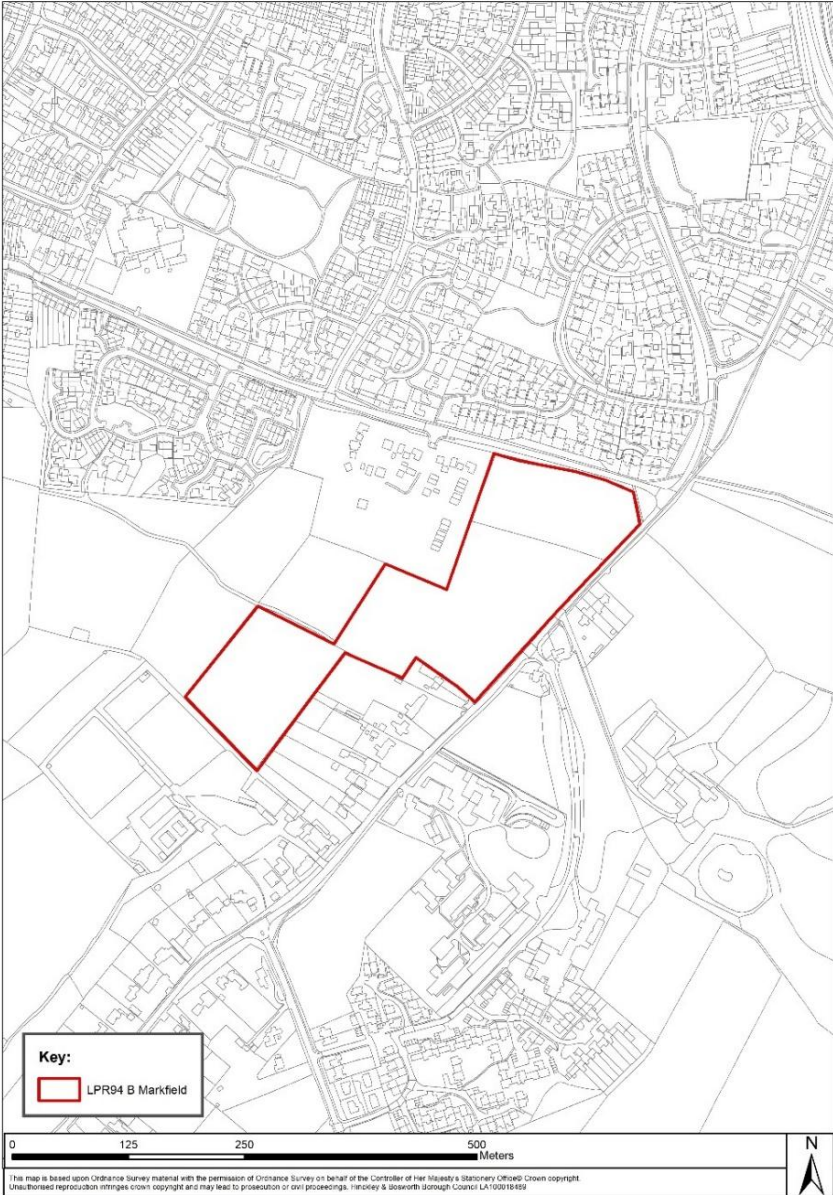 Key:
LPR94 B Markfield
0 125 250 500
Meters
N
This map is based upon Ordnance Survey material with the permission of Ordnance Survey on behalf of the Controller of Her Majesty's Stationery Office© Crown copyright.
Unauthorised reproduction infringes crown copyright and may lead to prosecution or civil proceedings. Hinckley & Bosworth Borough Council LA100018489